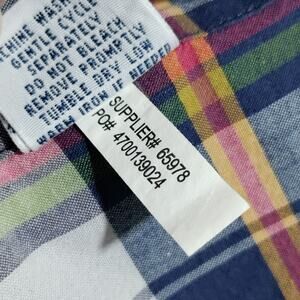 MACHINE WASH
GENTLE CYCLE
SEPARATELY
DO NOT BLEACH
REMOVE PROMPTLY
TUMBLE DRY LOW
WARM IRON IF NEEDED
SUPPLIER# 65978
PO# 4700139024